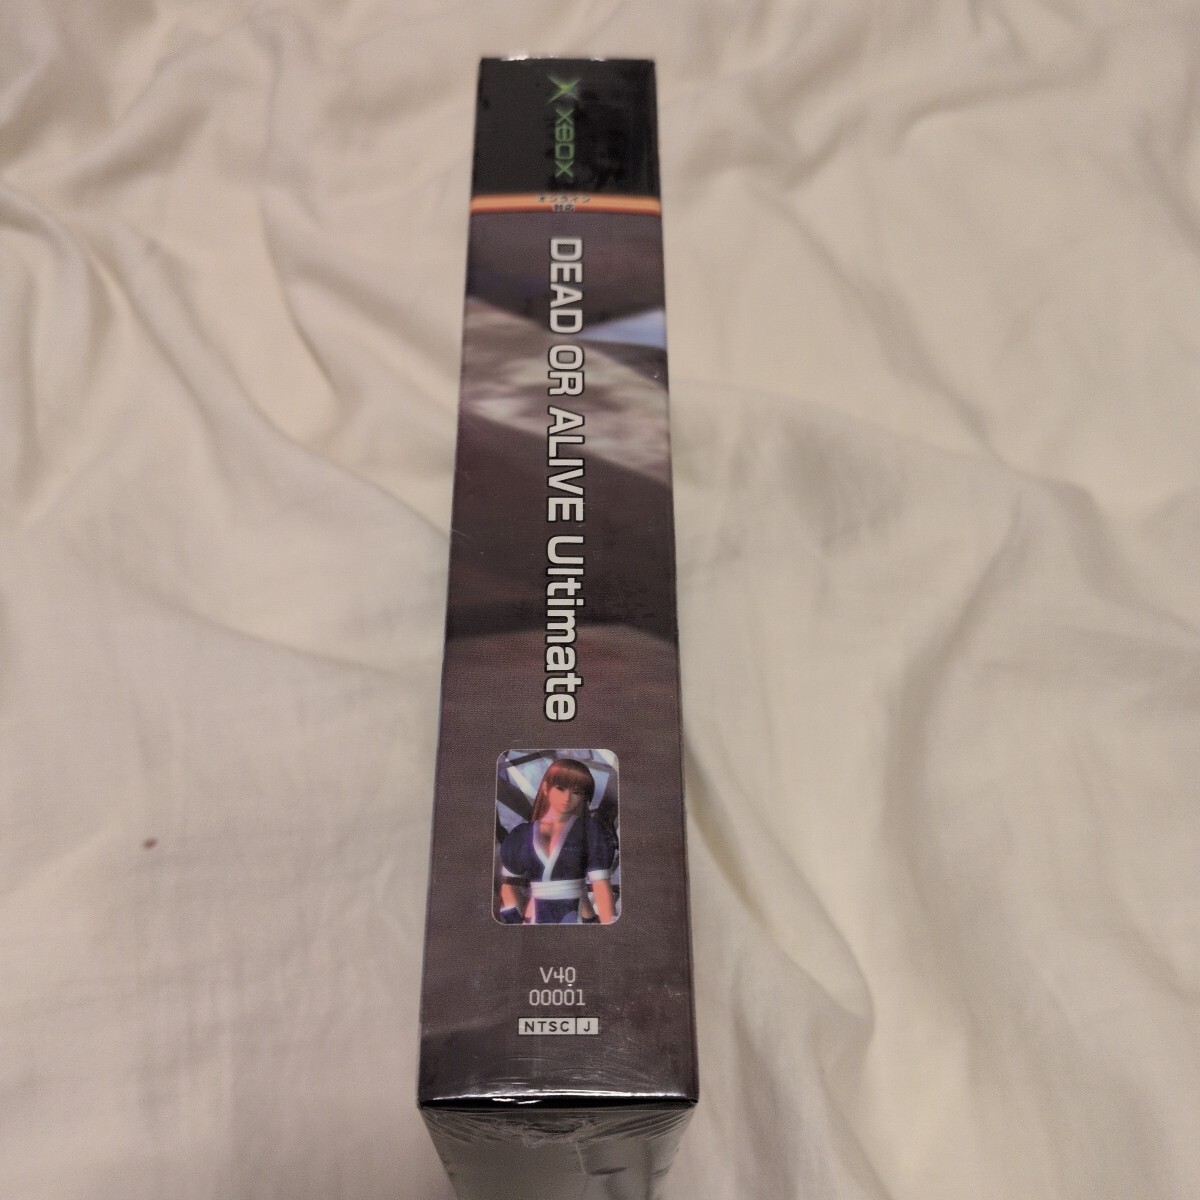 XBOX
オンライン
対応
DEAD OR ALIVE Ultimate
V40
00001
NTSC J